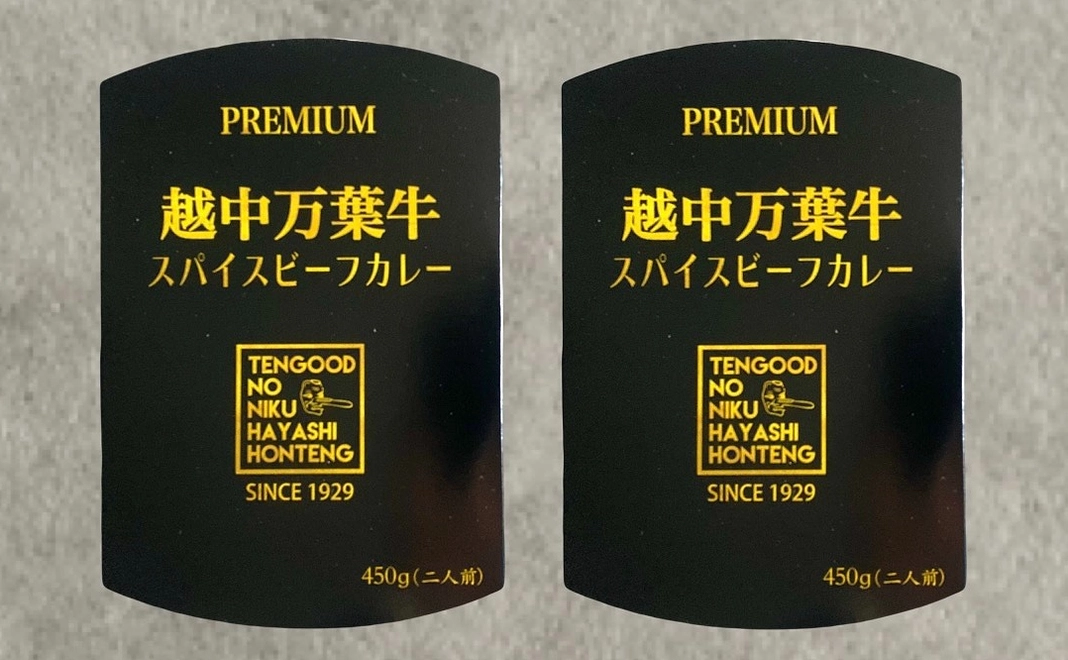 PREMIUM
越中万葉牛
スパイスビーフカレー
TENGOOD
NO
NIKU
HAYASHI
HONTENG
SINCE 1929
450g(二人前)
PREMIUM
越中万葉牛
スパイスビーフカレー
TENGOOD
NO
NIKU
HAYASHI
HONTENG
SINCE 1929
450g(二人前)